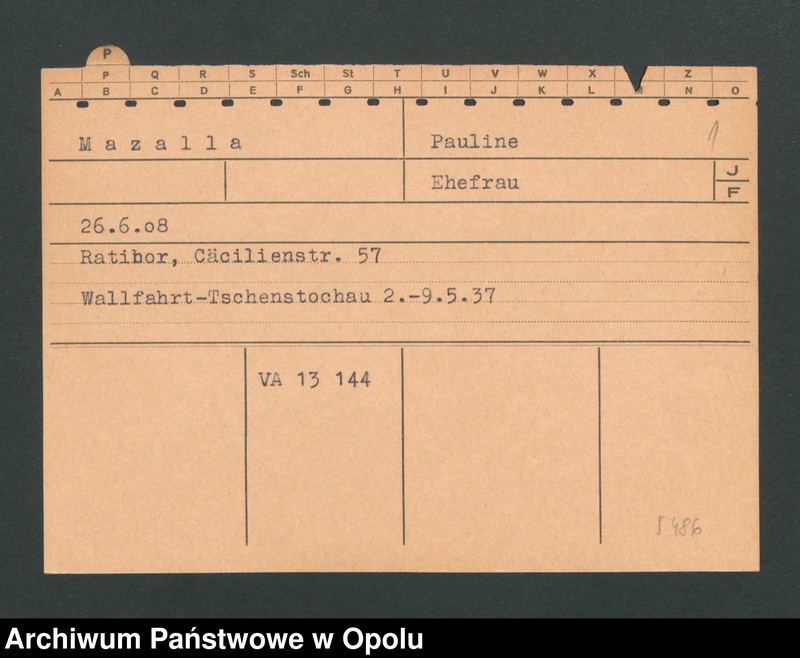 P
P Q R S Sch St T U V W X Z
A B C D E F G H I J K L M N O
Mazalla Pauline
Ehefrau J
F
26.6.08
Ratibor, Cäcilienstr. 57
Wallfahrt-Tschenstochau 2.-9.5.37
VA 13 144
5486
Archiwum Państwowe w Opolu